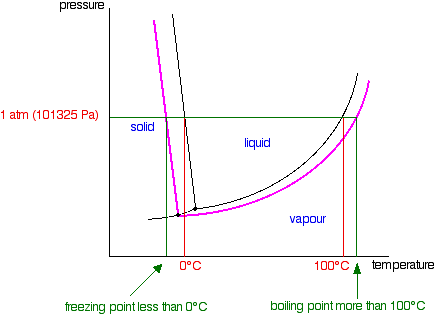 pressure
1 atm (101325 Pa)
solid
liquid
vapour
0°C
100°C
temperature
freezing point less than 0°C
boiling point more than 100°C